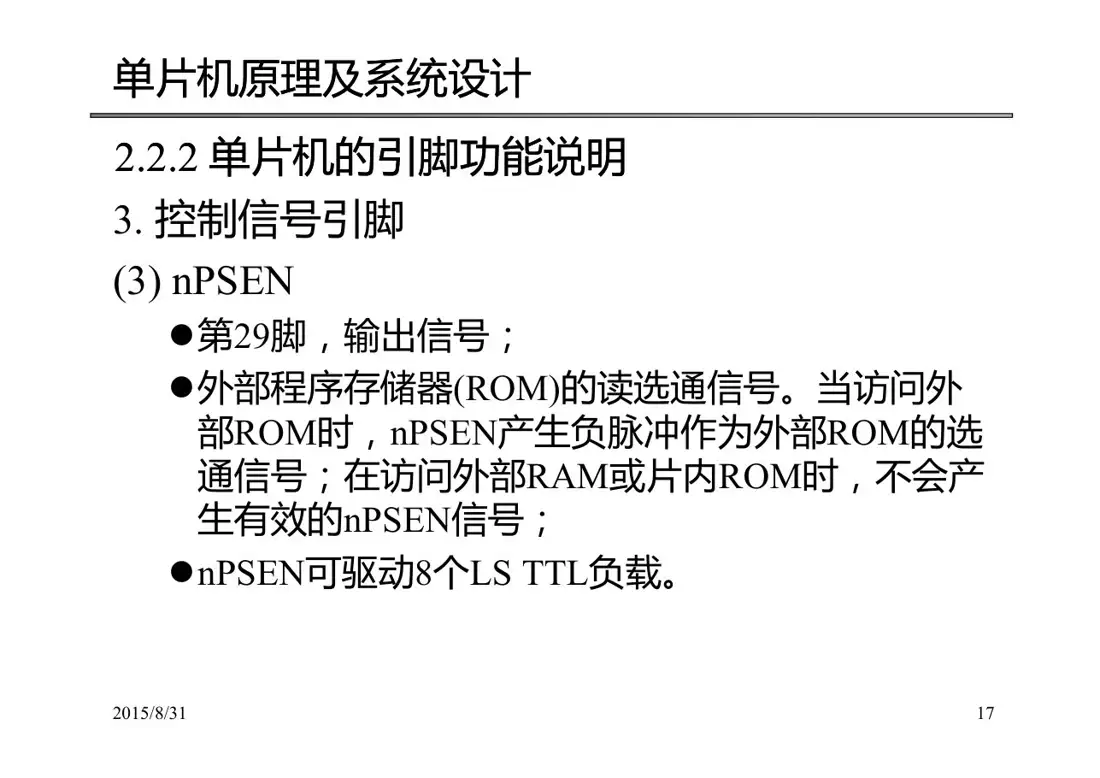 单片机原理及系统设计
2.2.2 单片机的引脚功能说明
3. 控制信号引脚
(3) nPSEN
●第29脚，输出信号；
●外部程序存储器(ROM)的读选通信号。当访问外
部ROM时，nPSEN产生负脉冲作为外部ROM的选
通信号；在访问外部RAM或片内ROM时，不会产
生有效的nPSEN信号；
●nPSEN可驱动8个LS TTL负载。
2015/8/31
17